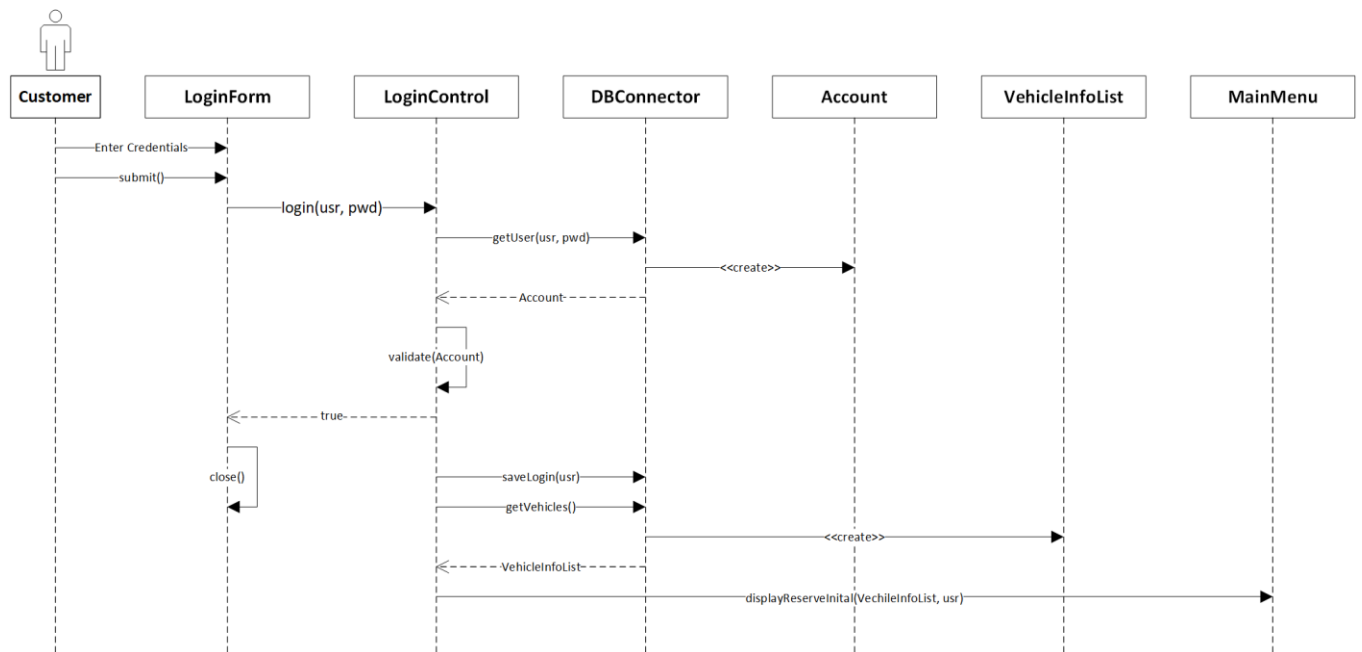 Customer
LoginForm
LoginControl
DBConnector
Account
VehicleInfoList
MainMenu
Enter Credentials
submit()
login(usr, pwd)
getUser(usr, pwd)
<<create>>
Account
validate(Account)
true
close()
saveLogin(usr)
getVehicles()
<<create>>
VehicleInfoList
displayReserveInital(VechileInfoList, usr)